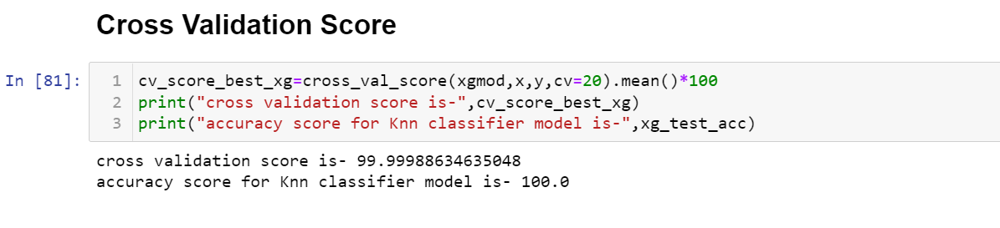 Cross Validation Score
In [81]:
1 cv_score_best_xg=cross_val_score(xgmod,x,y,cv=20).mean()*100
2 print("cross validation score is-",cv_score_best_xg)
3 print("accuracy score for Knn classifier model is-",xg_test_acc)
cross validation score is- 99.99988634635048
accuracy score for Knn classifier model is- 100.0